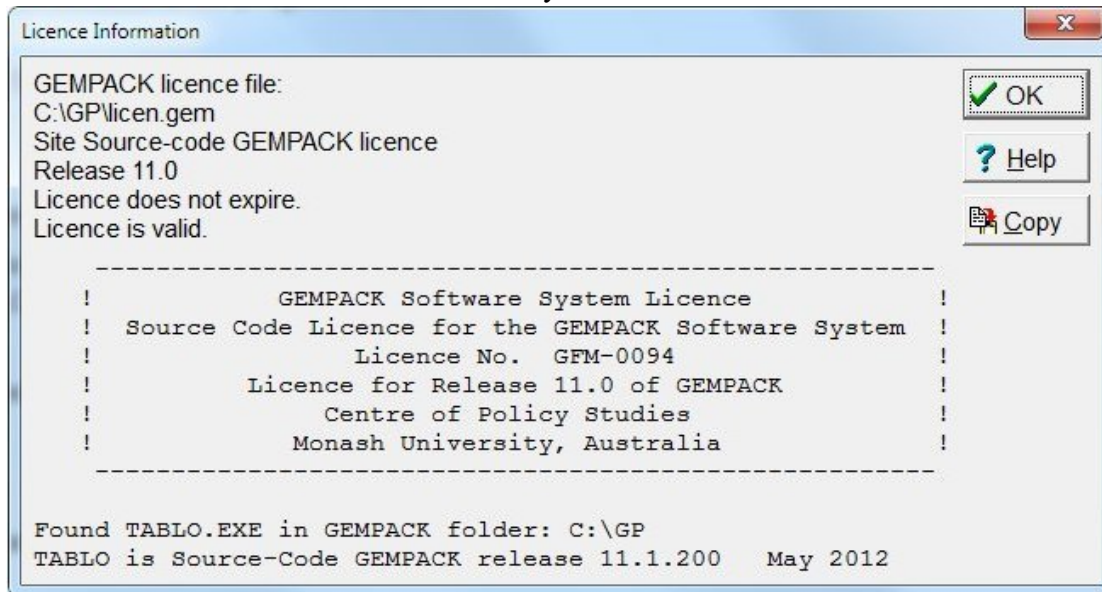 Licence Information
GEMPACK licence file:
C:\GP\licen.gem
Site Source-code GEMPACK licence
Release 11.0
Licence does not expire.
Licence is valid.
OK
? Help
Copy
------------------------------------------------------
! GEMPACK Software System Licence !
! Source Code Licence for the GEMPACK Software System !
! Licence No. GFM-0094 !
! Licence for Release 11.0 of GEMPACK !
! Centre of Policy Studies !
! Monash University, Australia !
------------------------------------------------------
Found TABLO.EXE in GEMPACK folder: C:\GP
TABLO is Source-Code GEMPACK release 11.1.200 May 2012